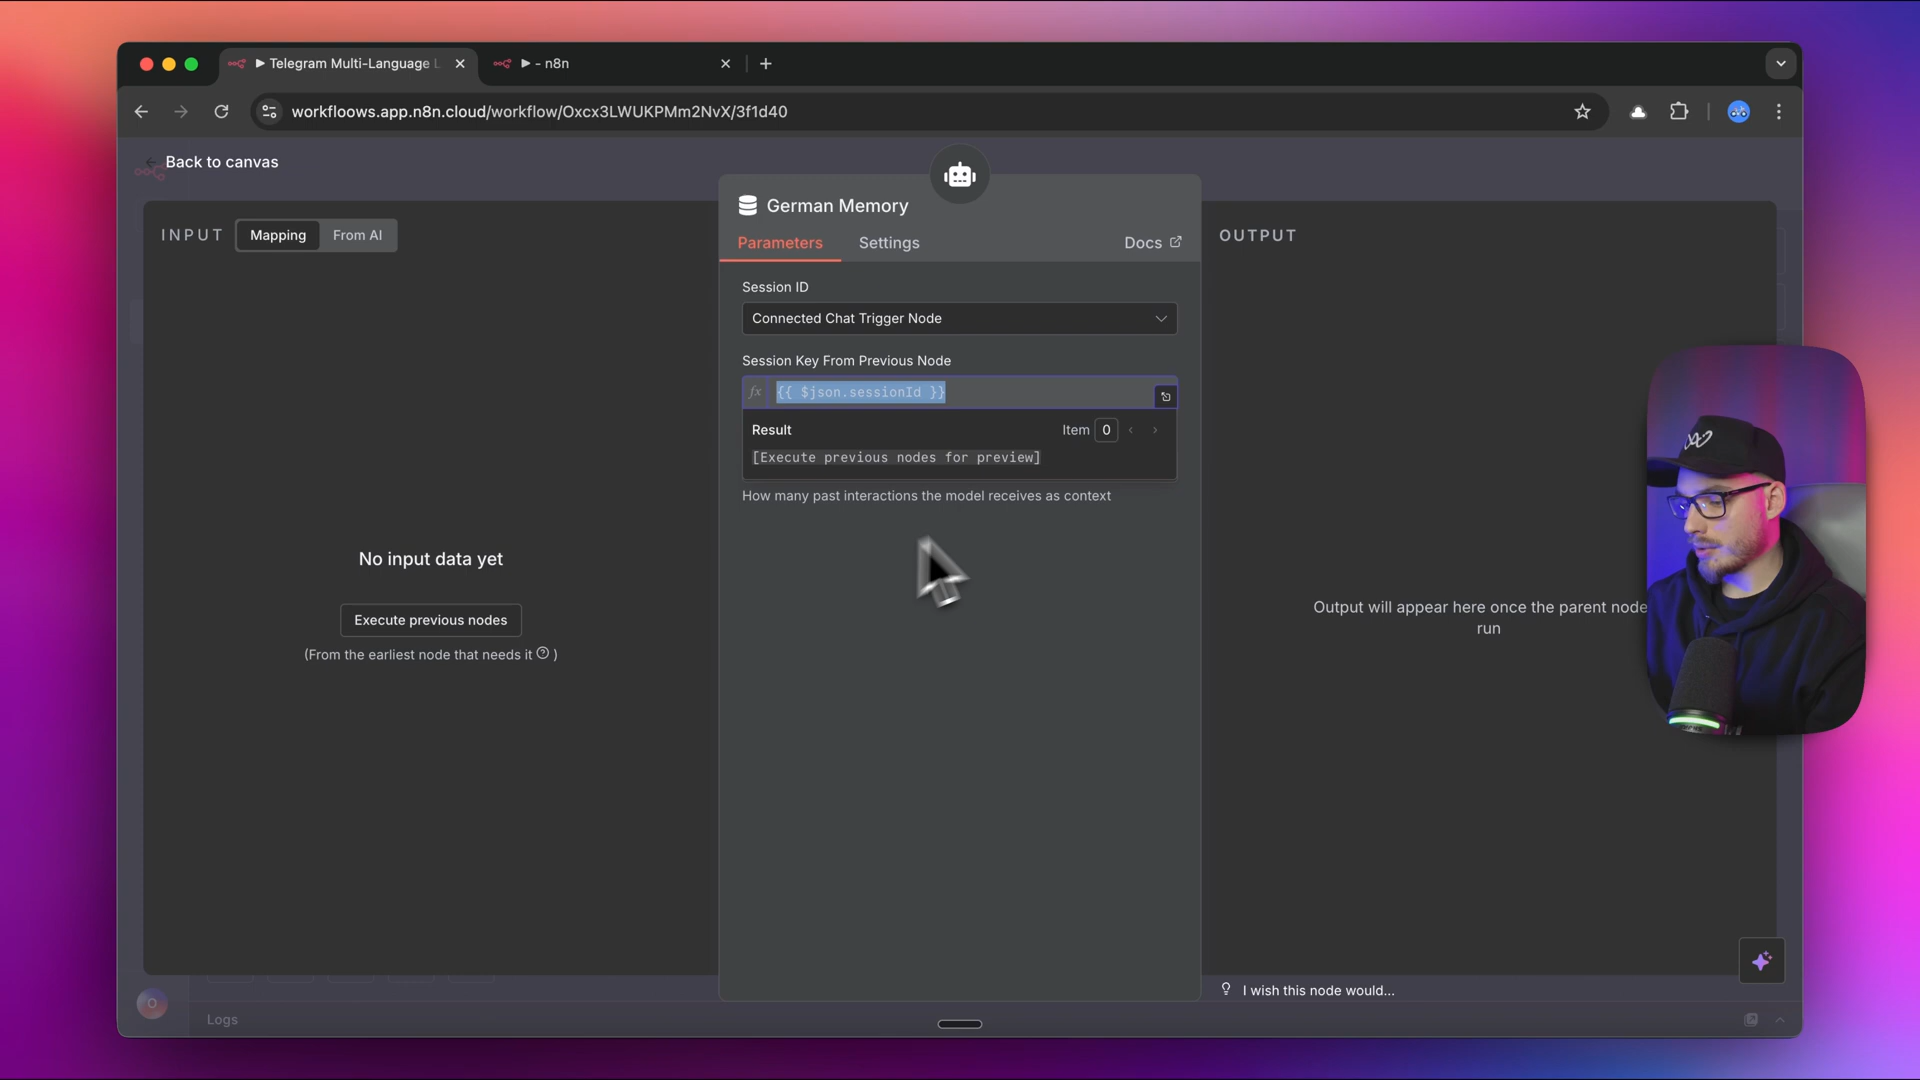 Telegram Multi-Language L
- n8n
workfloows.app.n8n.cloud/workflow/Oxcx3LWUKPMm2NvX/3f1d40
Back to canvas
INPUT
Mapping
From AI
German Memory
Parameters
Settings
Docs
OUTPUT
Session ID
Connected Chat Trigger Node
Session Key From Previous Node
fx
{{ $json.sessionId }}
Result
Item 0
[Execute previous nodes for preview]
How many past interactions the model receives as context
No input data yet
Execute previous nodes
(From the earliest node that needs it ? )
Output will appear here once the parent node
run
I wish this node would...
O
Logs